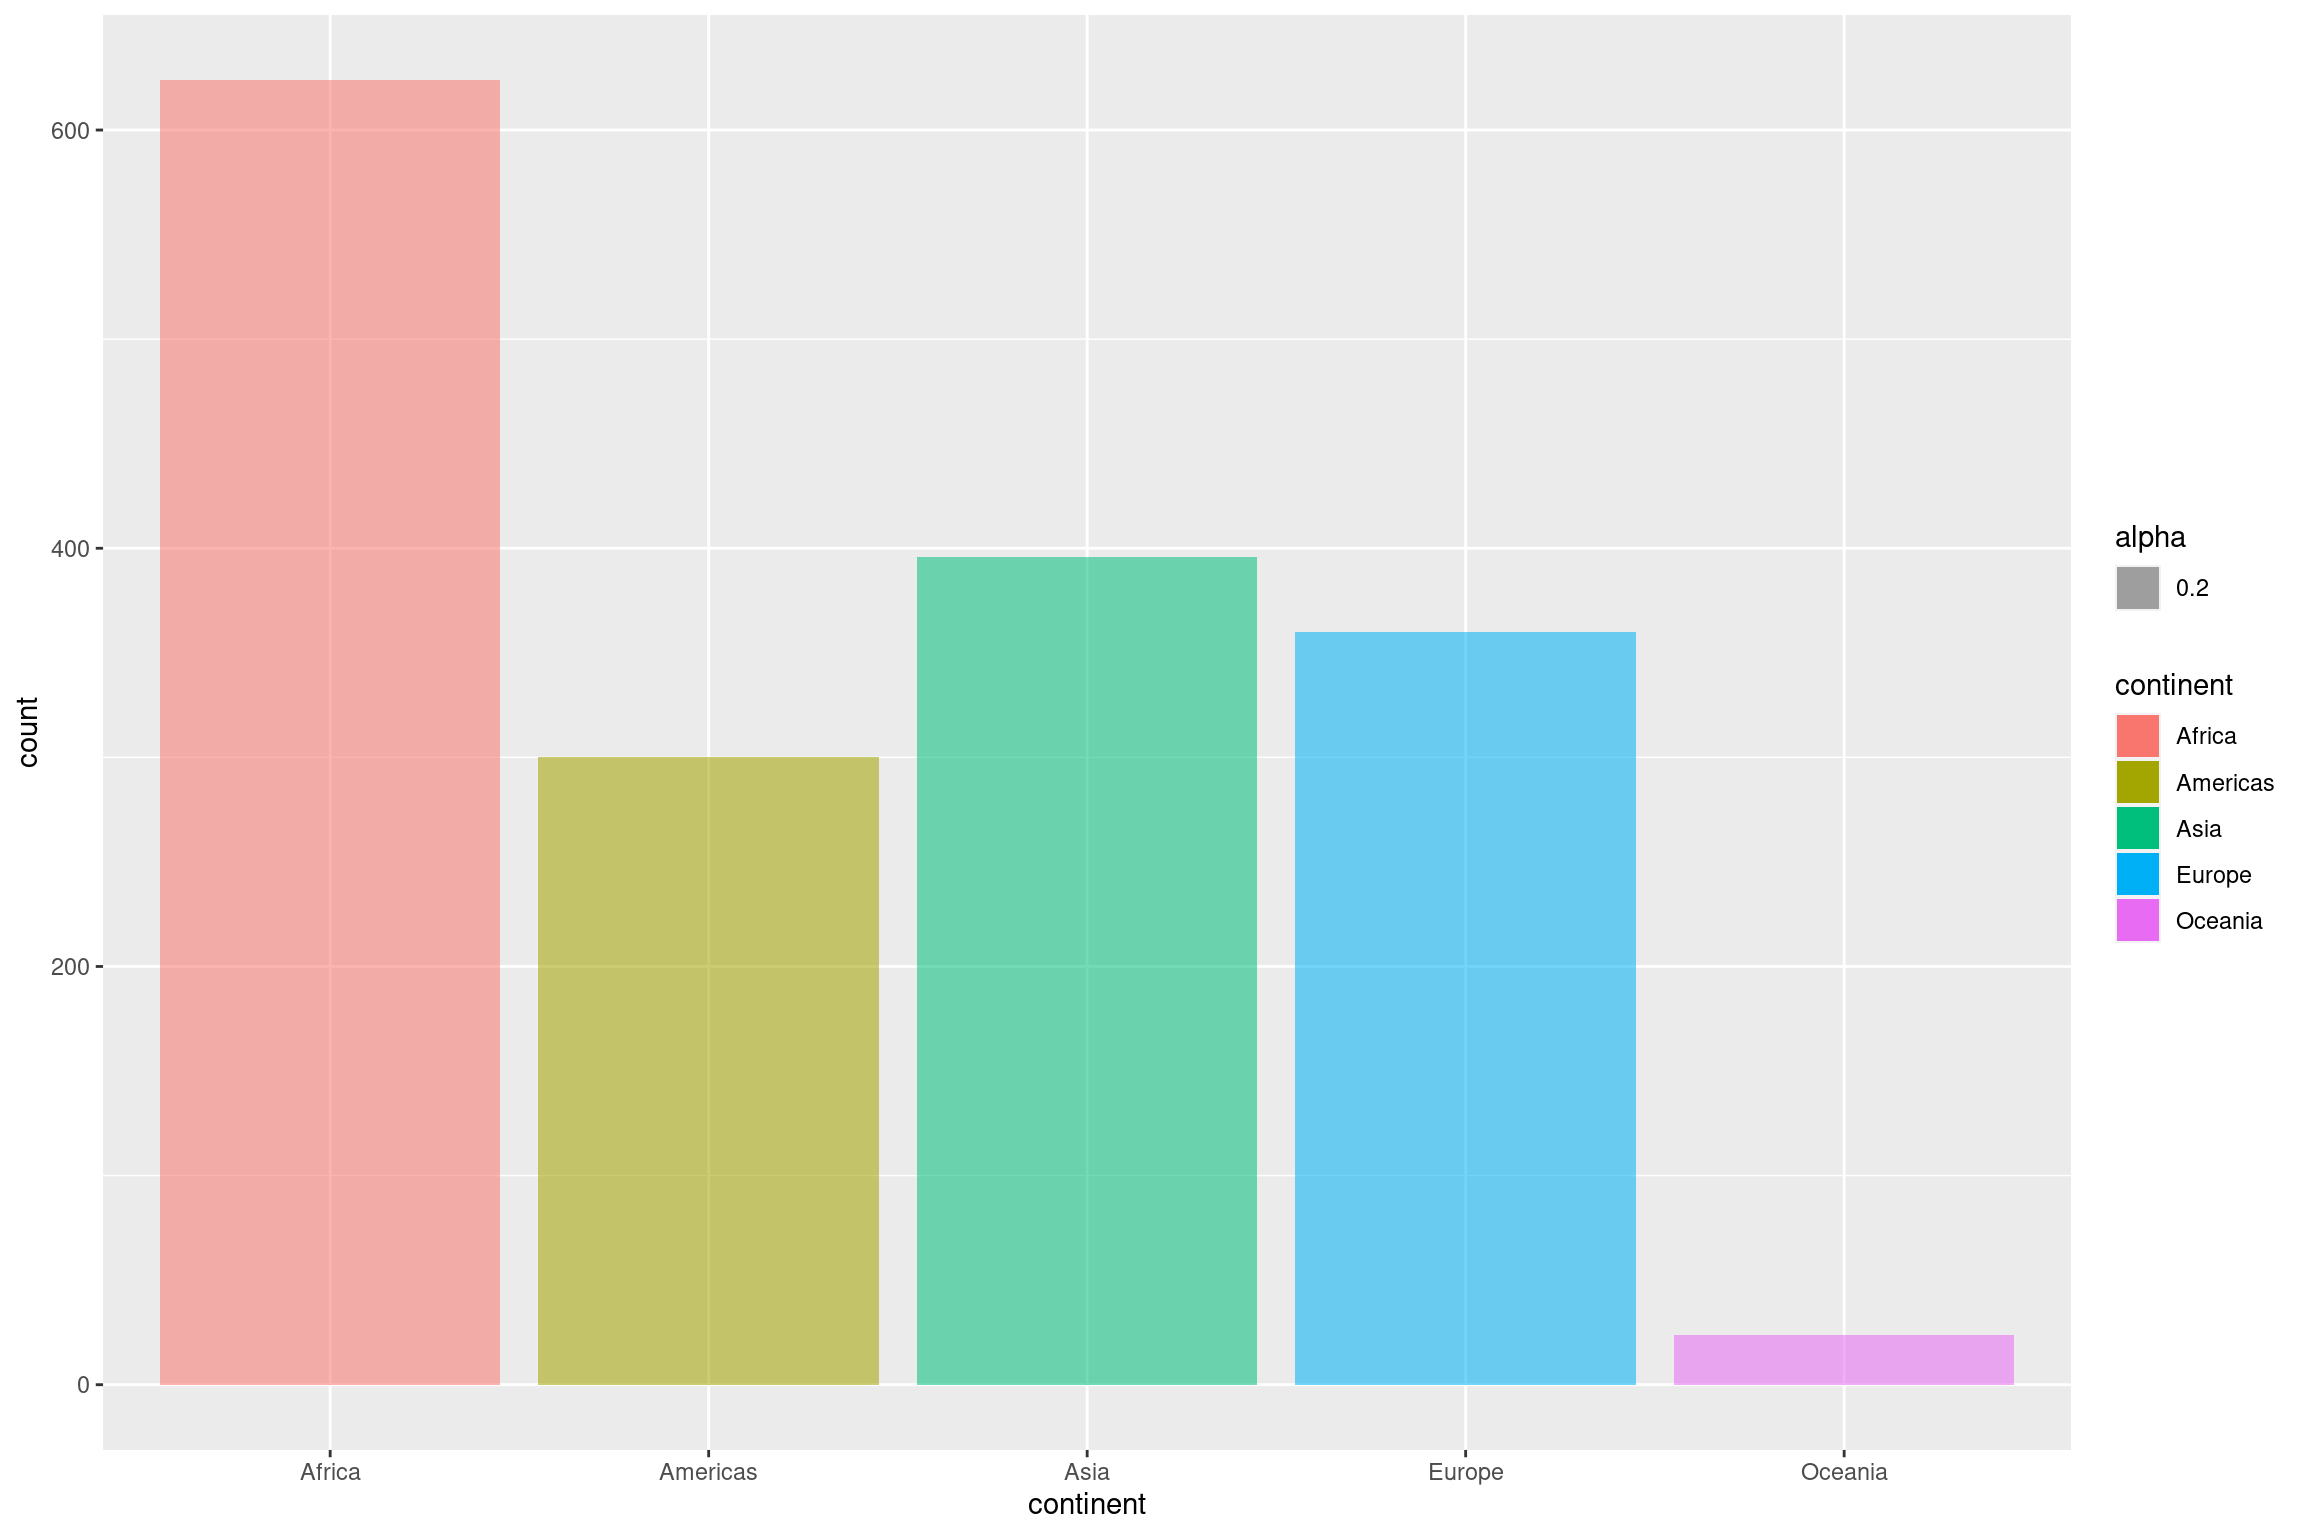 600
400
200
0
count
Africa
Americas
Asia
Europe
Oceania
continent
alpha
0.2
continent
Africa
Americas
Asia
Europe
Oceania